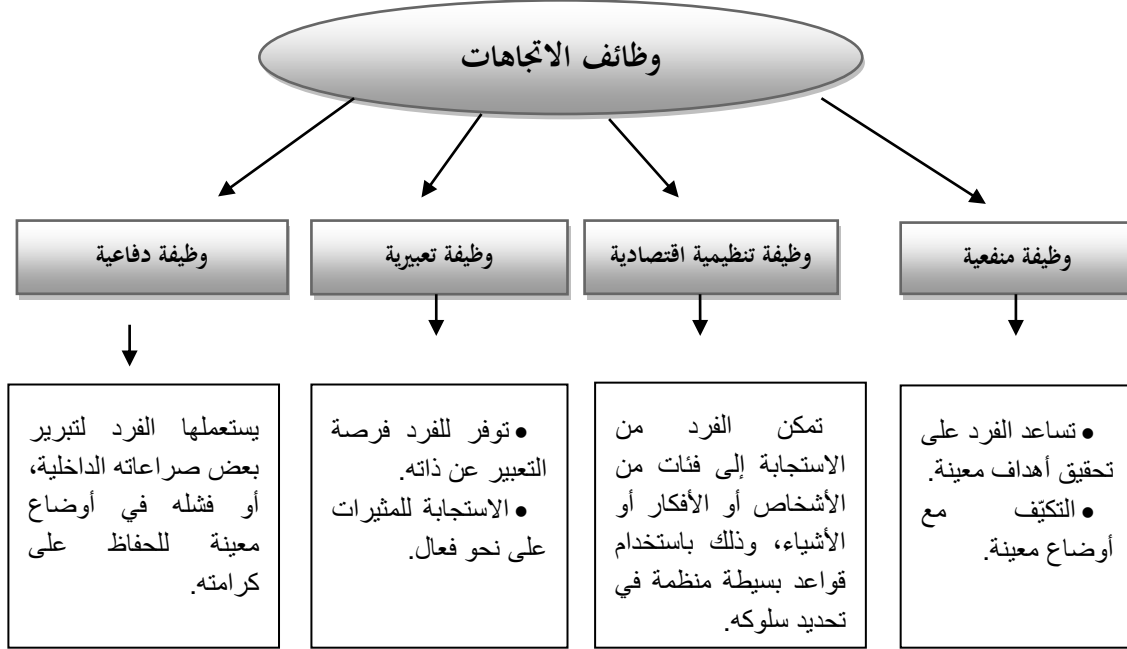 وظائف الاتجاهات
وظيفة منفعية
وظيفة تنظيمية اقتصادية
وظيفة تعبيرية
وظيفة دفاعية
• تساعد الفرد على
تحقيق أهداف معينة.
• التكيّف مع
أوضاع معينة.
تمكن الفرد من
الاستجابة إلى فئات من
الأشخاص أو الأفكار أو
الأشياء، وذلك باستخدام
قواعد بسيطة منظمة في
تحديد سلوكه.
• توفر للفرد فرصة
التعبير عن ذاته.
• الاستجابة للمثيرات
على نحو فعال.
يستعملها الفرد لتبرير
بعض صراعاته الداخلية،
أو فشله في أوضاع
معينة للحفاظ على
كرامته.